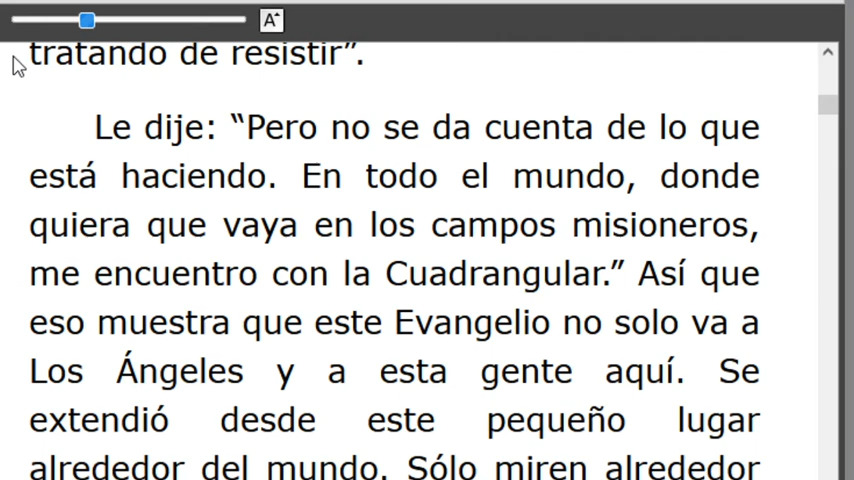 A
tratando de resistir”.
Le dije: “Pero no se da cuenta de lo que
está haciendo. En todo el mundo, donde
quiera que vaya en los campos misioneros,
me encuentro con la Cuadrangular.” Así que
eso muestra que este Evangelio no solo va a
Los Ángeles y a esta gente aquí. Se
extendió desde este pequeño lugar
alrededor del mundo. Sólo miren alrededor